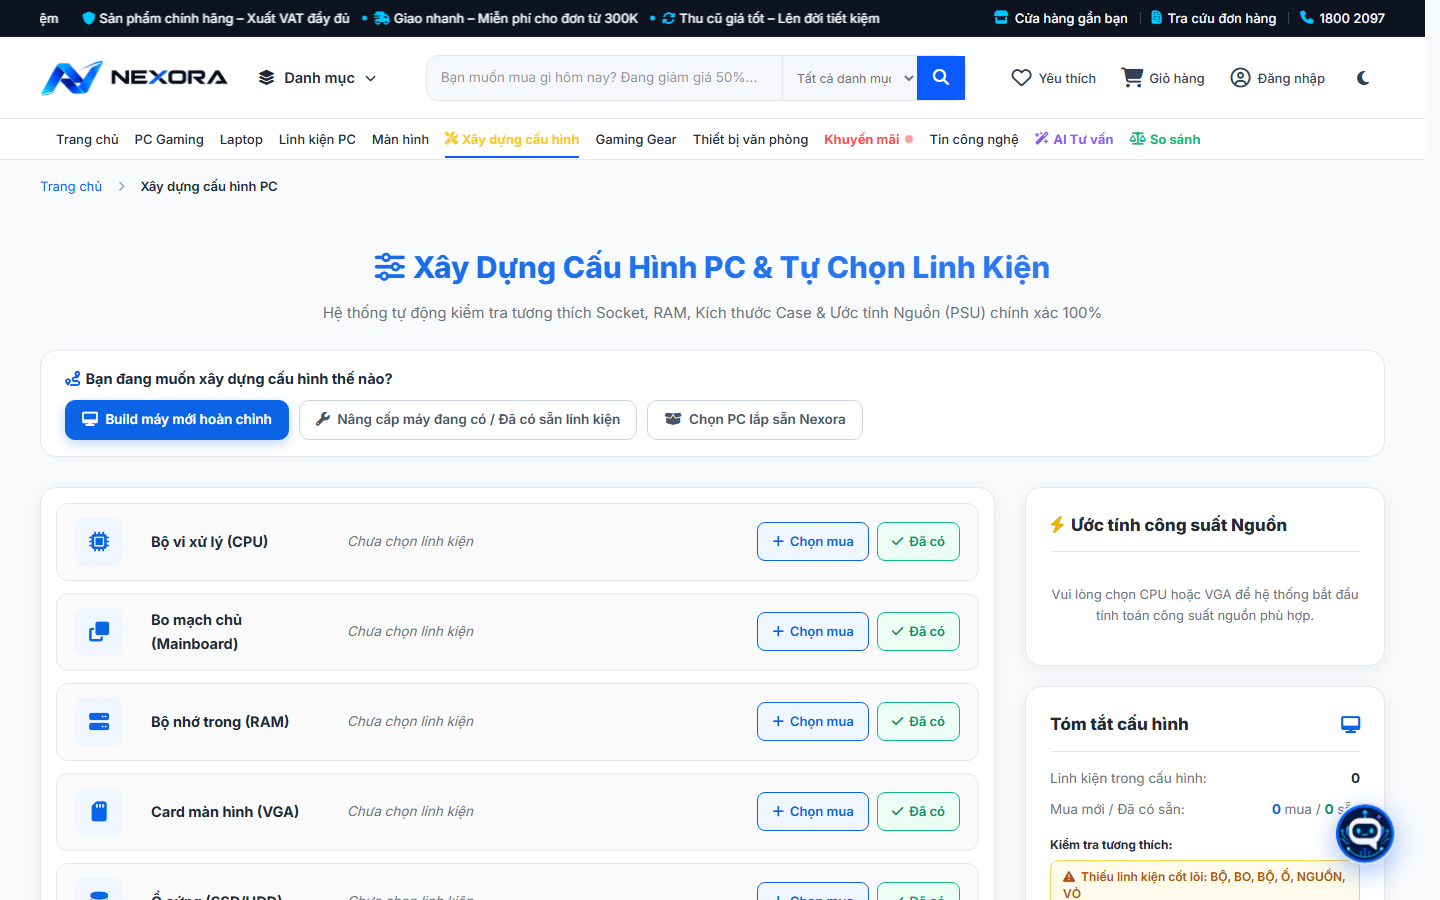 ệm
Sản phẩm chính hãng – Xuất VAT đầy đủ • Giao nhanh – Miễn phí cho đơn từ 300K • Thu cũ giá tốt – Lên đời tiết kiệm
Cửa hàng gần bạn
Tra cứu đơn hàng
1800 2097
NEXORA
Danh mục
Bạn muốn mua gì hôm nay? Đang giảm giá 50%...
Tất cả danh mục
Yêu thích
Giỏ hàng
Đăng nhập
Trang chủ
PC Gaming
Laptop
Linh kiện PC
Màn hình
Xây dựng cấu hình
Gaming Gear
Thiết bị văn phòng
Khuyến mãi
Tin công nghệ
AI Tư vấn
So sánh
Trang chủ > Xây dựng cấu hình PC
Xây Dựng Cấu Hình PC & Tự Chọn Linh Kiện
Hệ thống tự động kiểm tra tương thích Socket, RAM, Kích thước Case & Ước tính Nguồn (PSU) chính xác 100%
Bạn đang muốn xây dựng cấu hình thế nào?
Build máy mới hoàn chỉnh
Nâng cấp máy đang có / Đã có sẵn linh kiện
Chọn PC lắp sẵn Nexora
Bộ vi xử lý (CPU)
Chưa chọn linh kiện
+ Chọn mua
Đã có
Bo mạch chủ
(Mainboard)
Chưa chọn linh kiện
+ Chọn mua
Đã có
Bộ nhớ trong (RAM)
Chưa chọn linh kiện
+ Chọn mua
Đã có
Card màn hình (VGA)
Chưa chọn linh kiện
+ Chọn mua
Đã có
Ổ cứng (SSD/HDD)
Chưa chọn linh kiện
+ Chọn mua
Đã có
Ước tính công suất Nguồn
Vui lòng chọn CPU hoặc VGA để hệ thống bắt đầu
tính toán công suất nguồn phù hợp.
Tóm tắt cấu hình
Linh kiện trong cấu hình:
0
Mua mới / Đã có sẵn:
0 mua / 0
Kiểm tra tương thích:
Thiếu linh kiện cốt lõi: BỘ, BO, BỘ, Ổ, NGUỒN,
VỎ